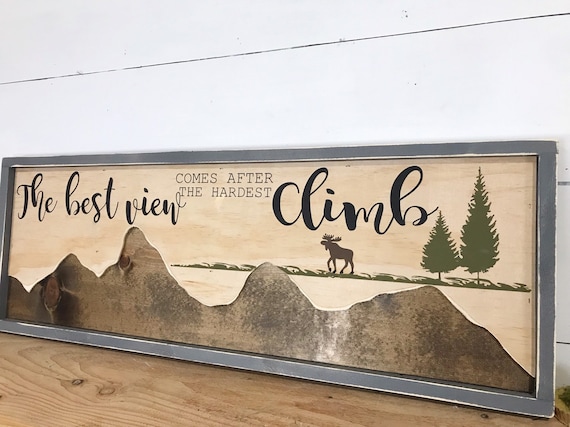 The best view
COMES AFTER
THE HARDEST
Climb